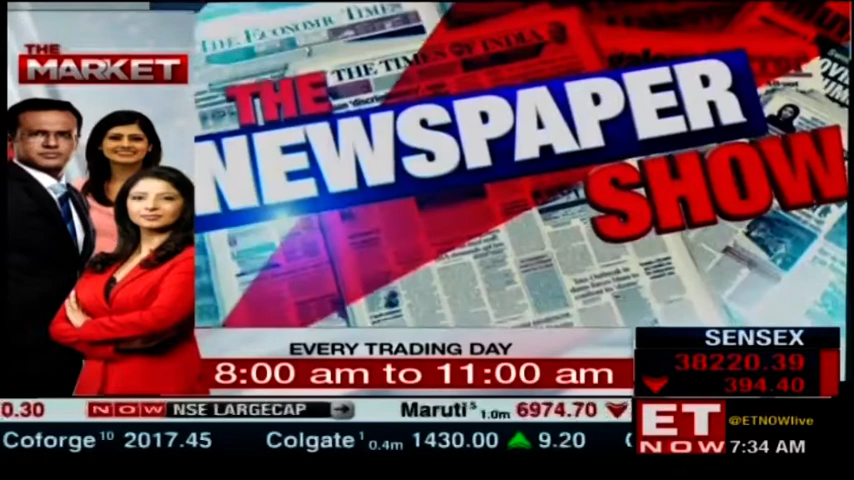 THE
MARKET
THE ECONOMIC TIMES
THE TIMES OF INDIA
THE
NEWSPAPER
SHOW
EVERY TRADING DAY
8:00 am to 11:00 am
SENSEX
38220.39
394.40
0.30 NOW NSE LARGECAP Maruti 5 1.0m 6974.70
Coforge 10 2017.45 Colgate 1 0.4m 1430.00 9.20
ET
NOW
@ETNOWlive
7:34 AM